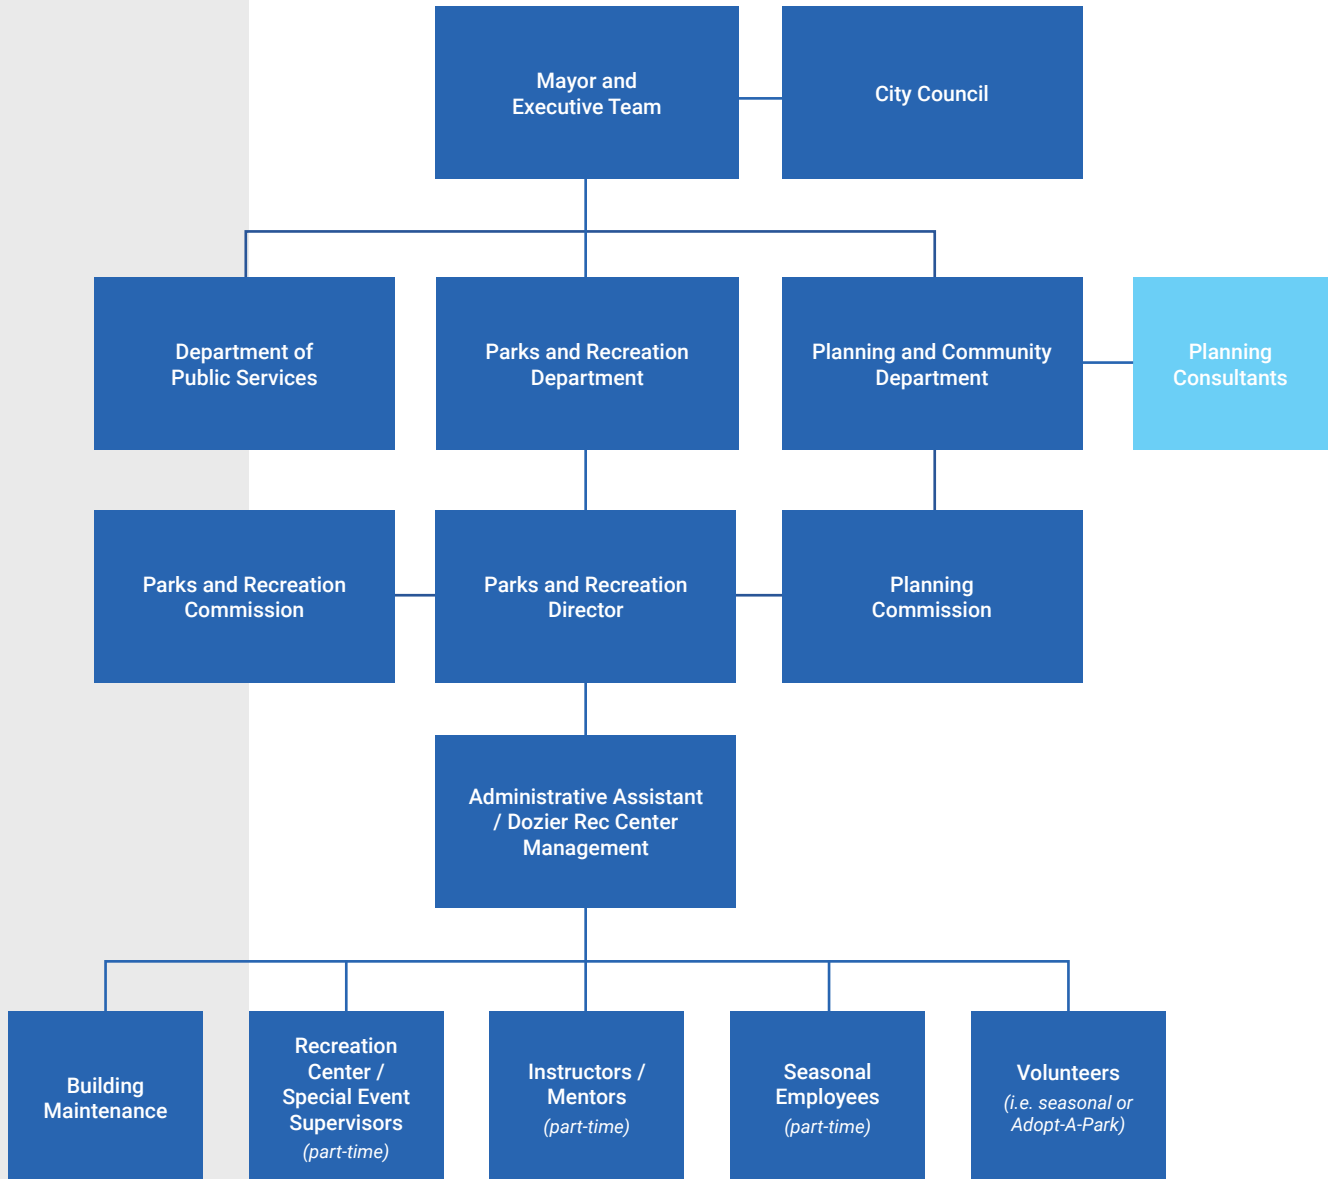 Mayor and
Executive Team
City Council
Department of
Public Services
Parks and Recreation
Department
Planning and Community
Department
Planning
Consultants
Parks and Recreation
Commission
Parks and Recreation
Director
Planning
Commission
Administrative Assistant
/ Dozier Rec Center
Management
Building
Maintenance
Recreation
Center /
Special Event
Supervisors
(part-time)
Instructors /
Mentors
(part-time)
Seasonal
Employees
(part-time)
Volunteers
(i.e. seasonal or
Adopt-A-Park)